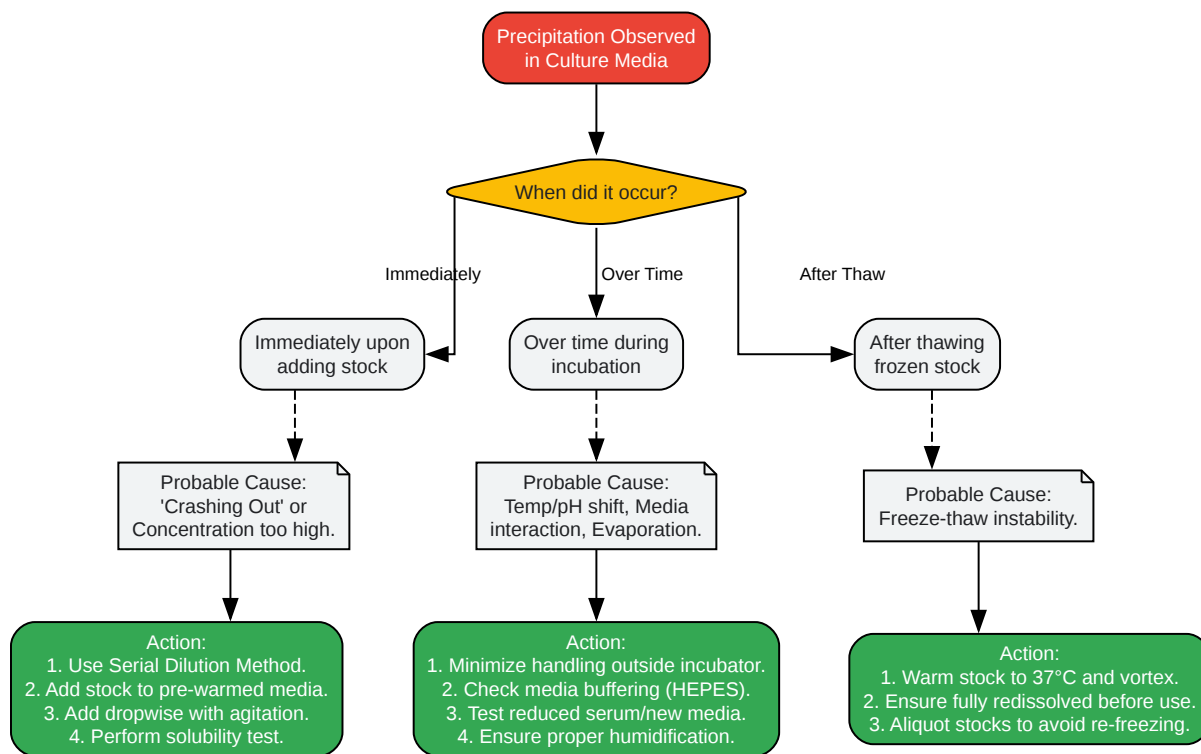 Precipitation Observed
in Culture Media
When did it occur?
Immediately
Over Time
After Thaw
Immediately upon
adding stock
Over time during
incubation
After thawing
frozen stock
Probable Cause:
'Crashing Out' or
Concentration too high.
Probable Cause:
Temp/pH shift, Media
interaction, Evaporation.
Probable Cause:
Freeze-thaw instability.
Action:
1. Use Serial Dilution Method.
2. Add stock to pre-warmed media.
3. Add dropwise with agitation.
4. Perform solubility test.
Action:
1. Minimize handling outside incubator.
2. Check media buffering (HEPES).
3. Test reduced serum/new media.
4. Ensure proper humidification.
Action:
1. Warm stock to 37°C and vortex.
2. Ensure fully redissolved before use.
3. Aliquot stocks to avoid re-freezing.